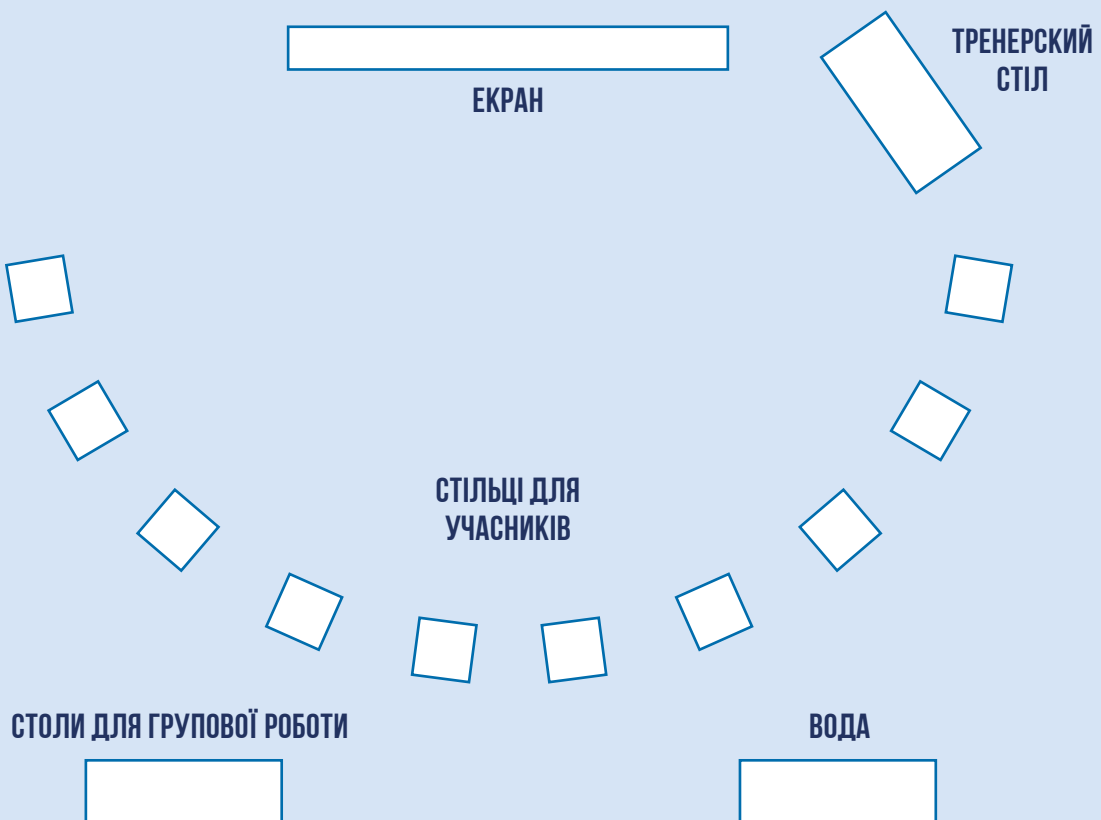 ТРЕНЕРСКИЙ
СТІЛ
ЕКРАН
СТІЛЬЦІ ДЛЯ
УЧАСНИКІВ
СТОЛИ ДЛЯ ГРУПОВОЇ РОБОТИ
ВОДА